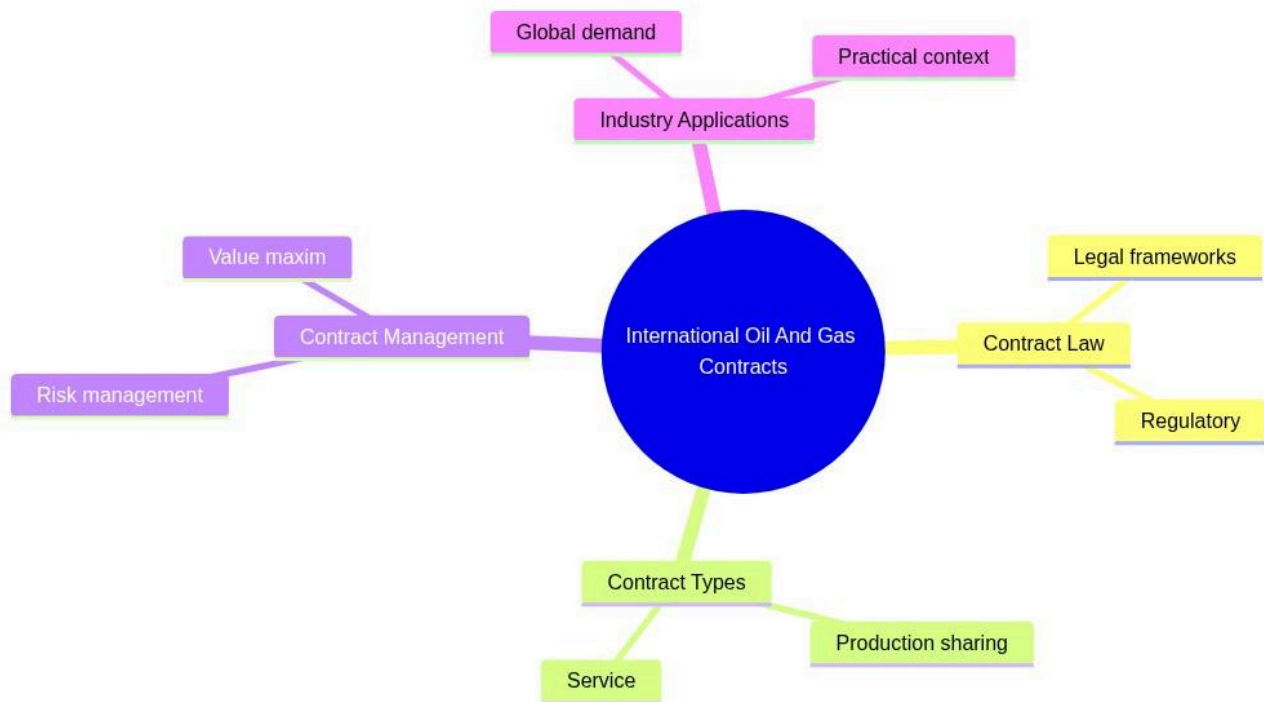 Global demand
Practical context
Industry Applications
Value maxim
Legal frameworks
International Oil And Gas
Contracts
Contract Management
Contract Law
Risk management
Regulatory
Contract Types
Production sharing
Service